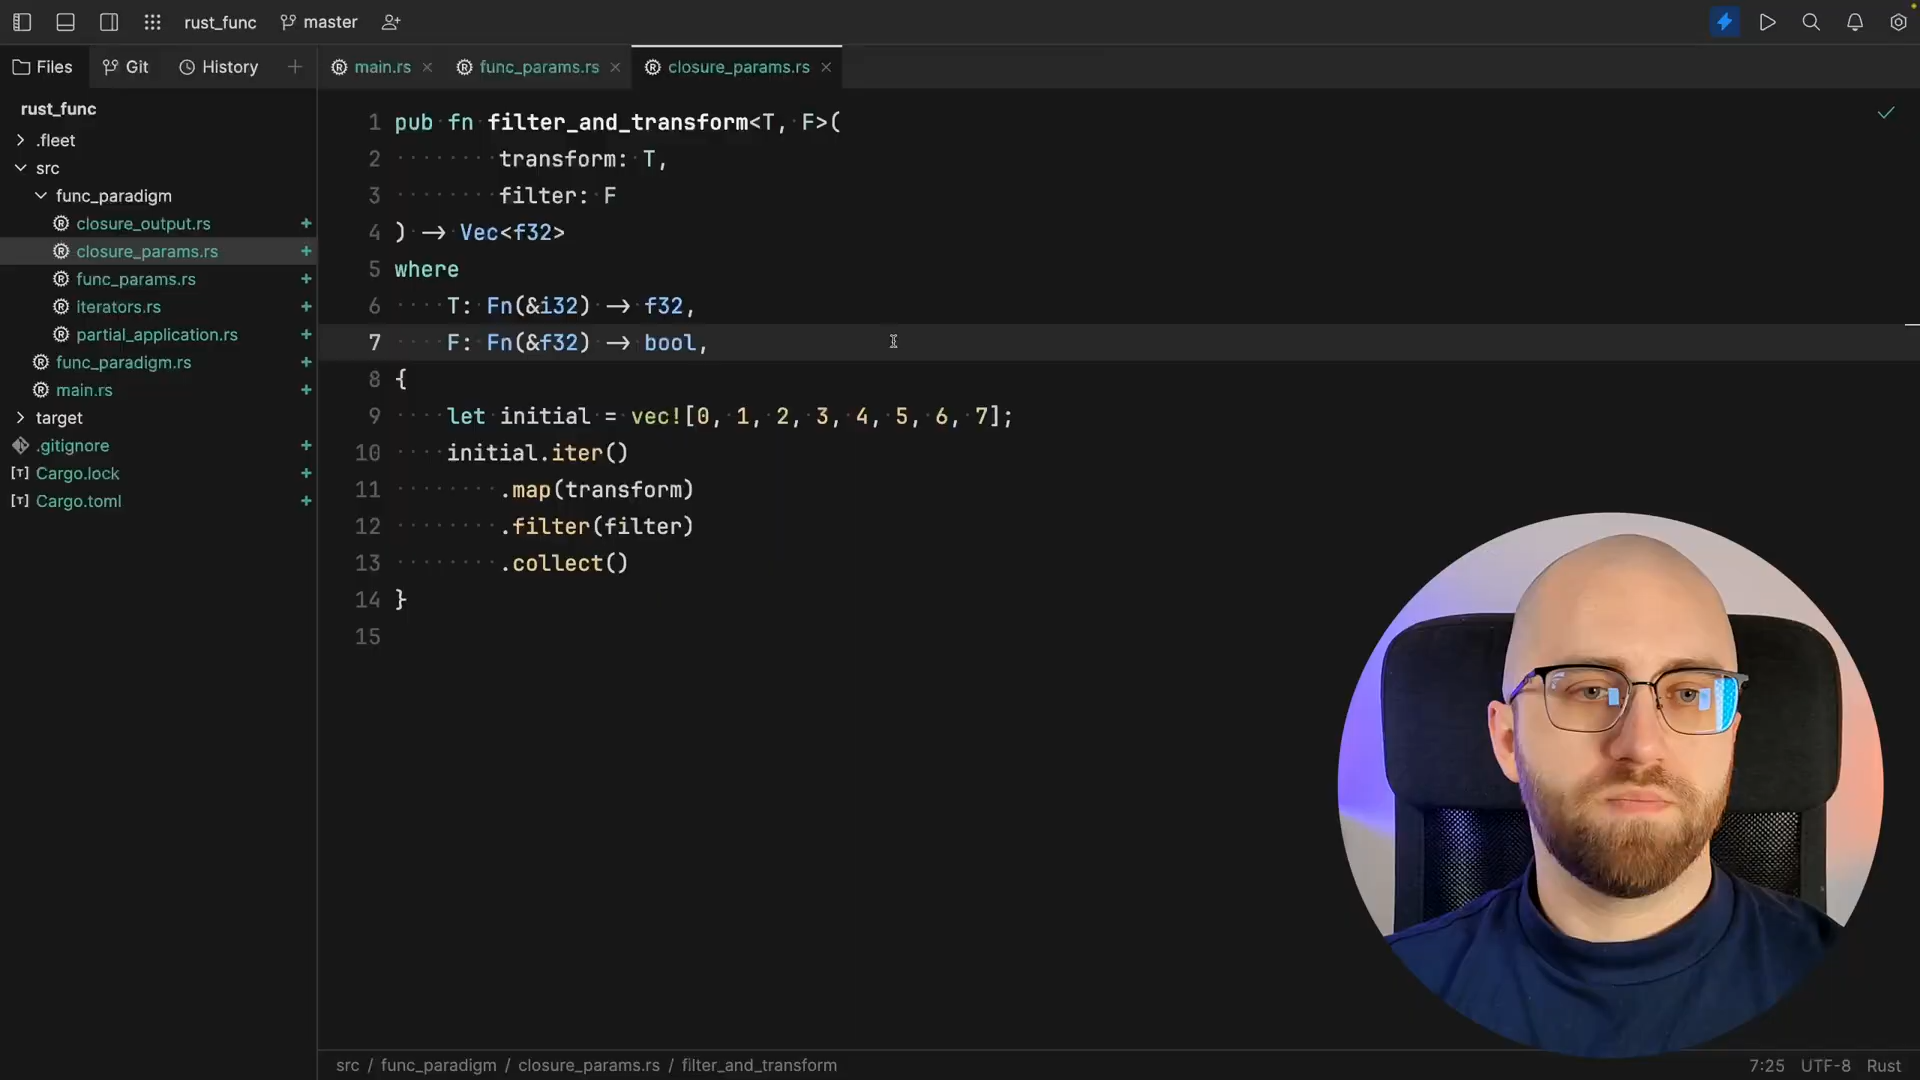 rust_func
master
Files
Git
History
main.rs
func_params.rs
closure_params.rs
rust_func
.fleet
src
func_paradigm
closure_output.rs
closure_params.rs
func_params.rs
iterators.rs
partial_application.rs
func_paradigm.rs
main.rs
target
.gitignore
[T] Cargo.lock
[T] Cargo.toml
1 pub fn filter_and_transform<T, F>(
2 transform: T,
3 filter: F
4 ) -> Vec<f32>
5 where
6 T: Fn(&i32) -> f32,
7 F: Fn(&f32) -> bool,
8 {
9 let initial = vec![0, 1, 2, 3, 4, 5, 6, 7];
10 initial.iter()
11 .map(transform)
12 .filter(filter)
13 .collect()
14 }
15
src / func_paradigm / closure_params.rs / filter_and_transform
7:25 UTF-8 Rust